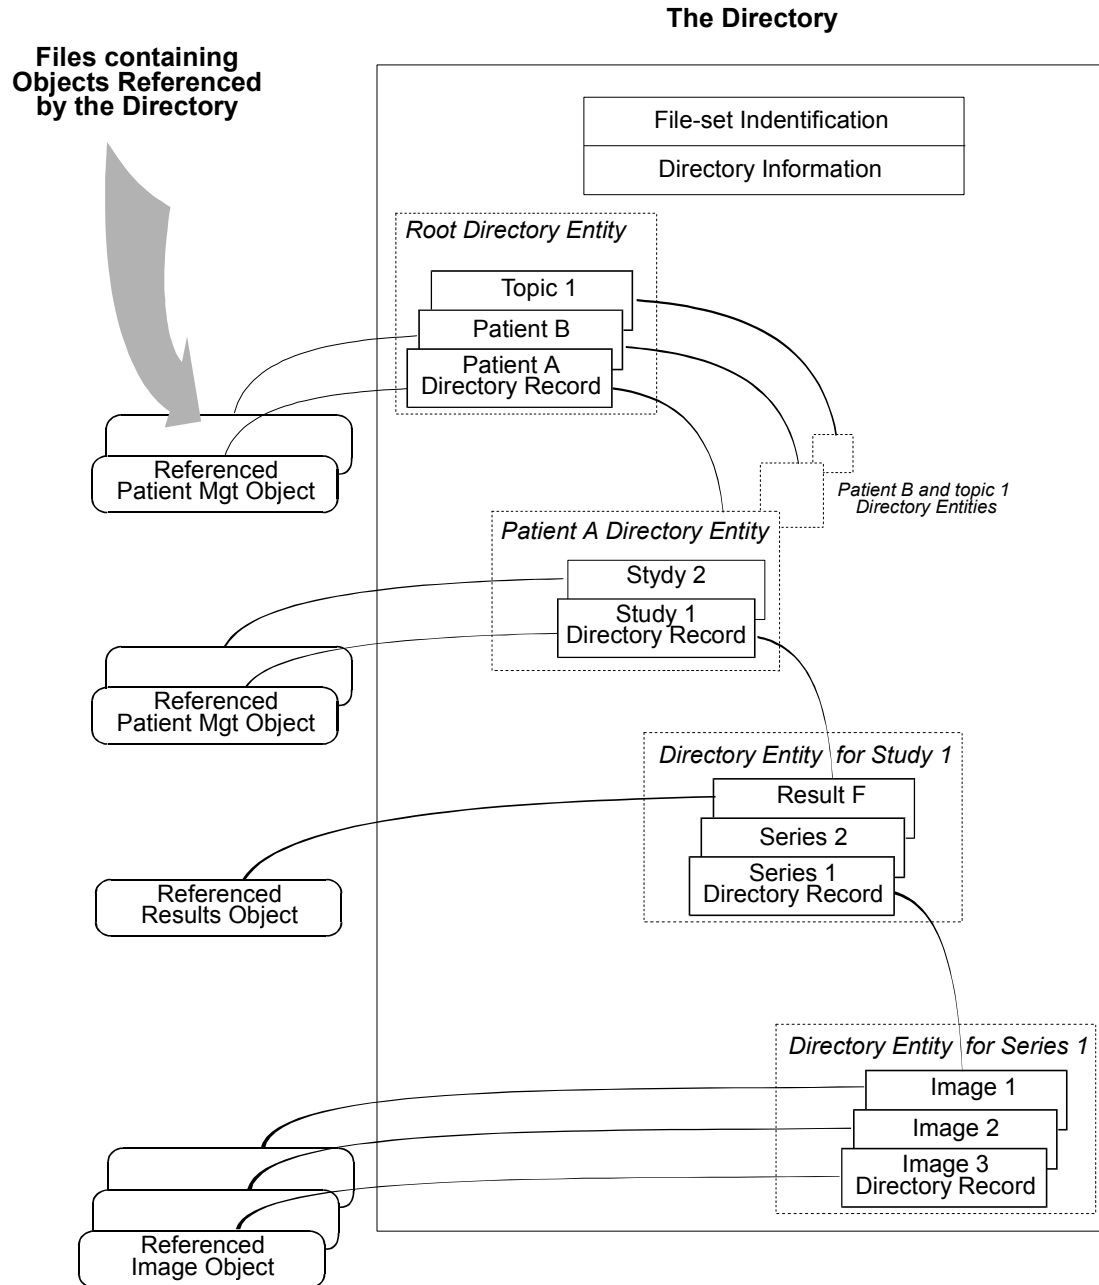 The Directory
Files containing
Objects Referenced
by the Directory
File-set Indentification
Directory Information
Root Directory Entity
Topic 1
Patient B
Patient A
Directory Record
Referenced
Patient Mgt Object
Patient B and topic 1
Directory Entities
Patient A Directory Entity
Stydy 2
Study 1
Directory Record
Referenced
Patient Mgt Object
Directory Entity for Study 1
Result F
Series 2
Series 1
Directory Record
Referenced
Results Object
Directory Entity for Series 1
Image 1
Image 2
Image 3
Directory Record
Referenced
Image Object